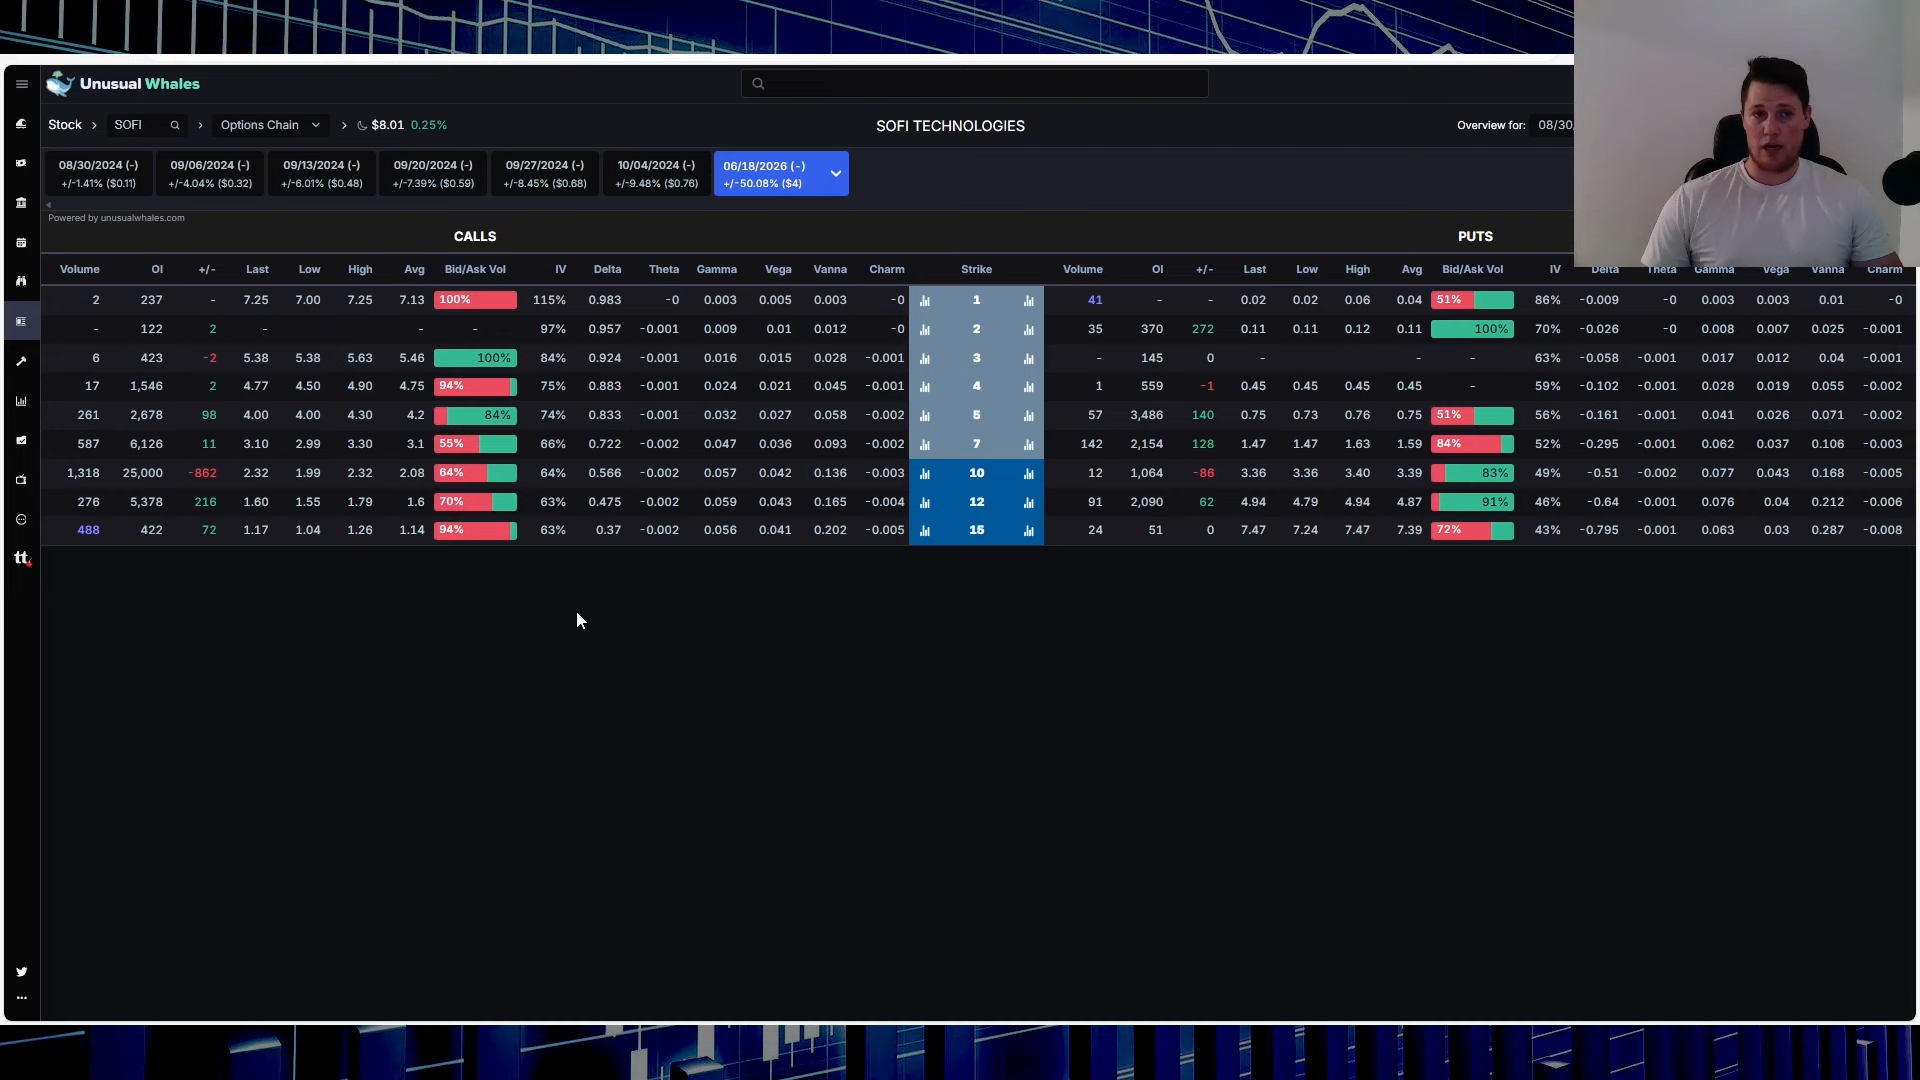 Unusual Whales
Stock > SOFI > Options Chain > $8.01 0.25% SOFI TECHNOLOGIES Overview for: 08/30/
08/30/2024 (-) 09/06/2024 (-) 09/13/2024 (-) 09/20/2024 (-) 09/27/2024 (-) 10/04/2024 (-) 06/18/2026 (-)
+/-1.41% ($0.11) +/-4.04% ($0.32) +/-6.01% ($0.48) +/-7.39% ($0.59) +/-8.45% ($0.68) +/-9.48% ($0.76) +/-50.08% ($4)
Powered by unusualwhales.com
CALLS PUTS
Volume OI +/- Last Low High Avg Bid/Ask Vol IV Delta Theta Gamma Vega Vanna Charm Strike Volume OI +/- Last Low High Avg Bid/Ask Vol IV Delta Theta Gamma Vega Vanna Charm
2 237 - 7.25 7.00 7.25 7.13 100% 115% 0.983 -0 0.003 0.005 0.003 -0 1 41 - - 0.02 0.02 0.06 0.04 51% 86% -0.009 -0 0.003 0.003 0.01 -0
- 122 2 - - - 97% 0.957 -0.001 0.009 0.01 0.012 -0 2 35 370 272 0.11 0.11 0.12 0.11 100% 70% -0.026 -0 0.008 0.007 0.025 -0.001
6 423 -2 5.38 5.38 5.63 5.46 100% 84% 0.924 -0.001 0.016 0.015 0.028 -0.001 3 - 145 0 - - - 63% -0.058 -0.001 0.017 0.012 0.04 -0.001
17 1,546 2 4.77 4.50 4.90 4.75 94% 75% 0.883 -0.001 0.024 0.021 0.045 -0.001 4 1 559 -1 0.45 0.45 0.45 0.45 - 59% -0.102 -0.001 0.028 0.019 0.055 -0.002
261 2,678 98 4.00 4.00 4.30 4.2 84% 74% 0.833 -0.001 0.032 0.027 0.058 -0.002 5 57 3,486 140 0.75 0.73 0.76 0.75 51% 56% -0.161 -0.001 0.041 0.026 0.071 -0.002
587 6,126 11 3.10 2.99 3.30 3.1 55% 66% 0.722 -0.002 0.047 0.036 0.093 -0.002 7 142 2,154 128 1.47 1.47 1.63 1.59 84% 52% -0.295 -0.001 0.062 0.037 0.106 -0.003
1,318 25,000 -862 2.32 1.99 2.32 2.08 64% 64% 0.566 -0.002 0.057 0.042 0.136 -0.003 10 12 1,064 -86 3.36 3.36 3.40 3.39 83% 49% -0.51 -0.002 0.077 0.043 0.168 -0.005
276 5,378 216 1.60 1.55 1.79 1.6 70% 63% 0.475 -0.002 0.059 0.043 0.165 -0.004 12 91 2,090 62 4.94 4.79 4.94 4.87 91% 46% -0.64 -0.002 0.076 0.04 0.212 -0.006
488 422 72 1.17 1.04 1.26 1.14 94% 63% 0.37 -0.002 0.056 0.041 0.202 -0.005 15 24 51 0 7.47 7.24 7.47 7.39 72% 43% -0.795 -0.001 0.063 0.03 0.287 -0.008
tt